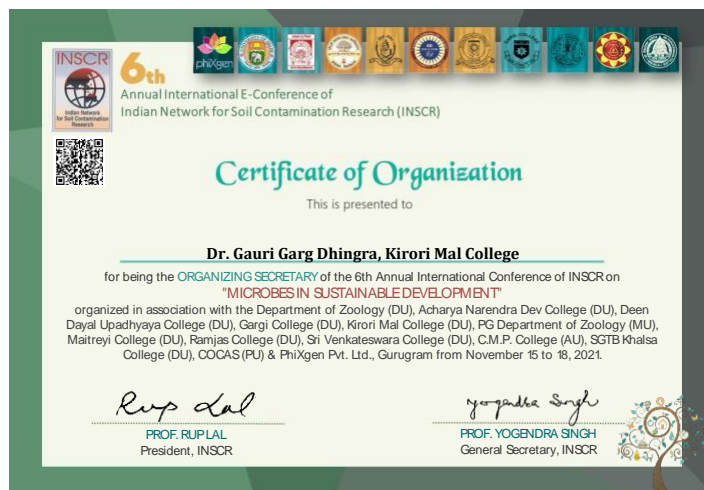 INSCR
Indian Network
for Soil Contamination
Research
phiXgen
6th
Annual International E-Conference of
Indian Network for Soil Contamination Research (INSCR)
Certificate of Organization
This is presented to
Dr. Gauri Garg Dhingra, Kirori Mal College
for being the ORGANIZING SECRETARY of the 6th Annual International Conference of INSCR on
"MICROBES IN SUSTAINABLE DEVELOPMENT"
organized in association with the Department of Zoology (DU), Acharya Narendra Dev College (DU), Deen
Dayal Upadhyaya College (DU), Gargi College (DU), Kirori Mal College (DU), PG Department of Zoology (MU),
Maitreyi College (DU), Ramjas College (DU), Sri Venkateswara College (DU), C.M.P. College (AU), SGTB Khalsa
College (DU), COCAS (PU) & PhiXgen Pvt. Ltd., Gurugram from November 15 to 18, 2021.
Rup Lal
Yogendra Singh
PROF. RUP LAL
President, INSCR
PROF. YOGENDRA SINGH
General Secretary, INSCR